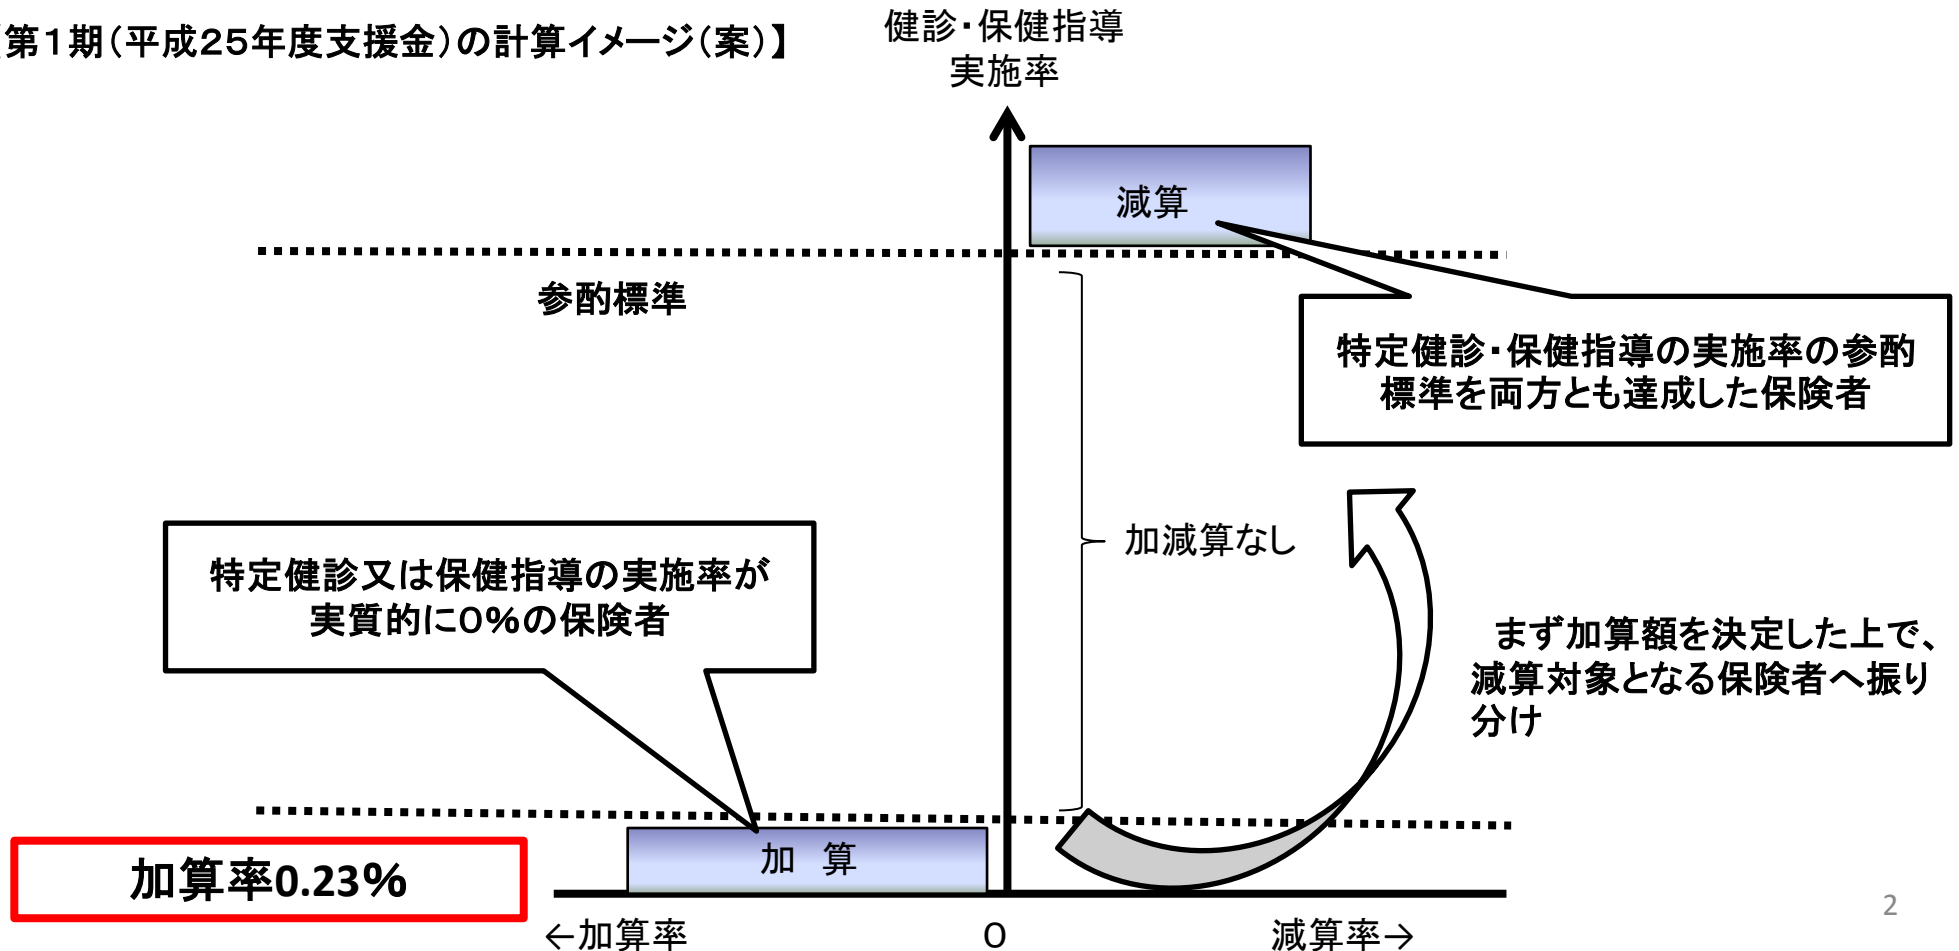 第1期(平成25年度支援金)の計算イメージ(案)】
健診・保健指導
実施率
減算
参酌標準
特定健診・保健指導の実施率の参酌
標準を両方とも達成した保険者
加減算なし
特定健診又は保健指導の実施率が
実質的に0%の保険者
まず加算額を決定した上で、
減算対象となる保険者へ振り
分け
加 算
加算率0.23%
←加算率
0
減算率→
2